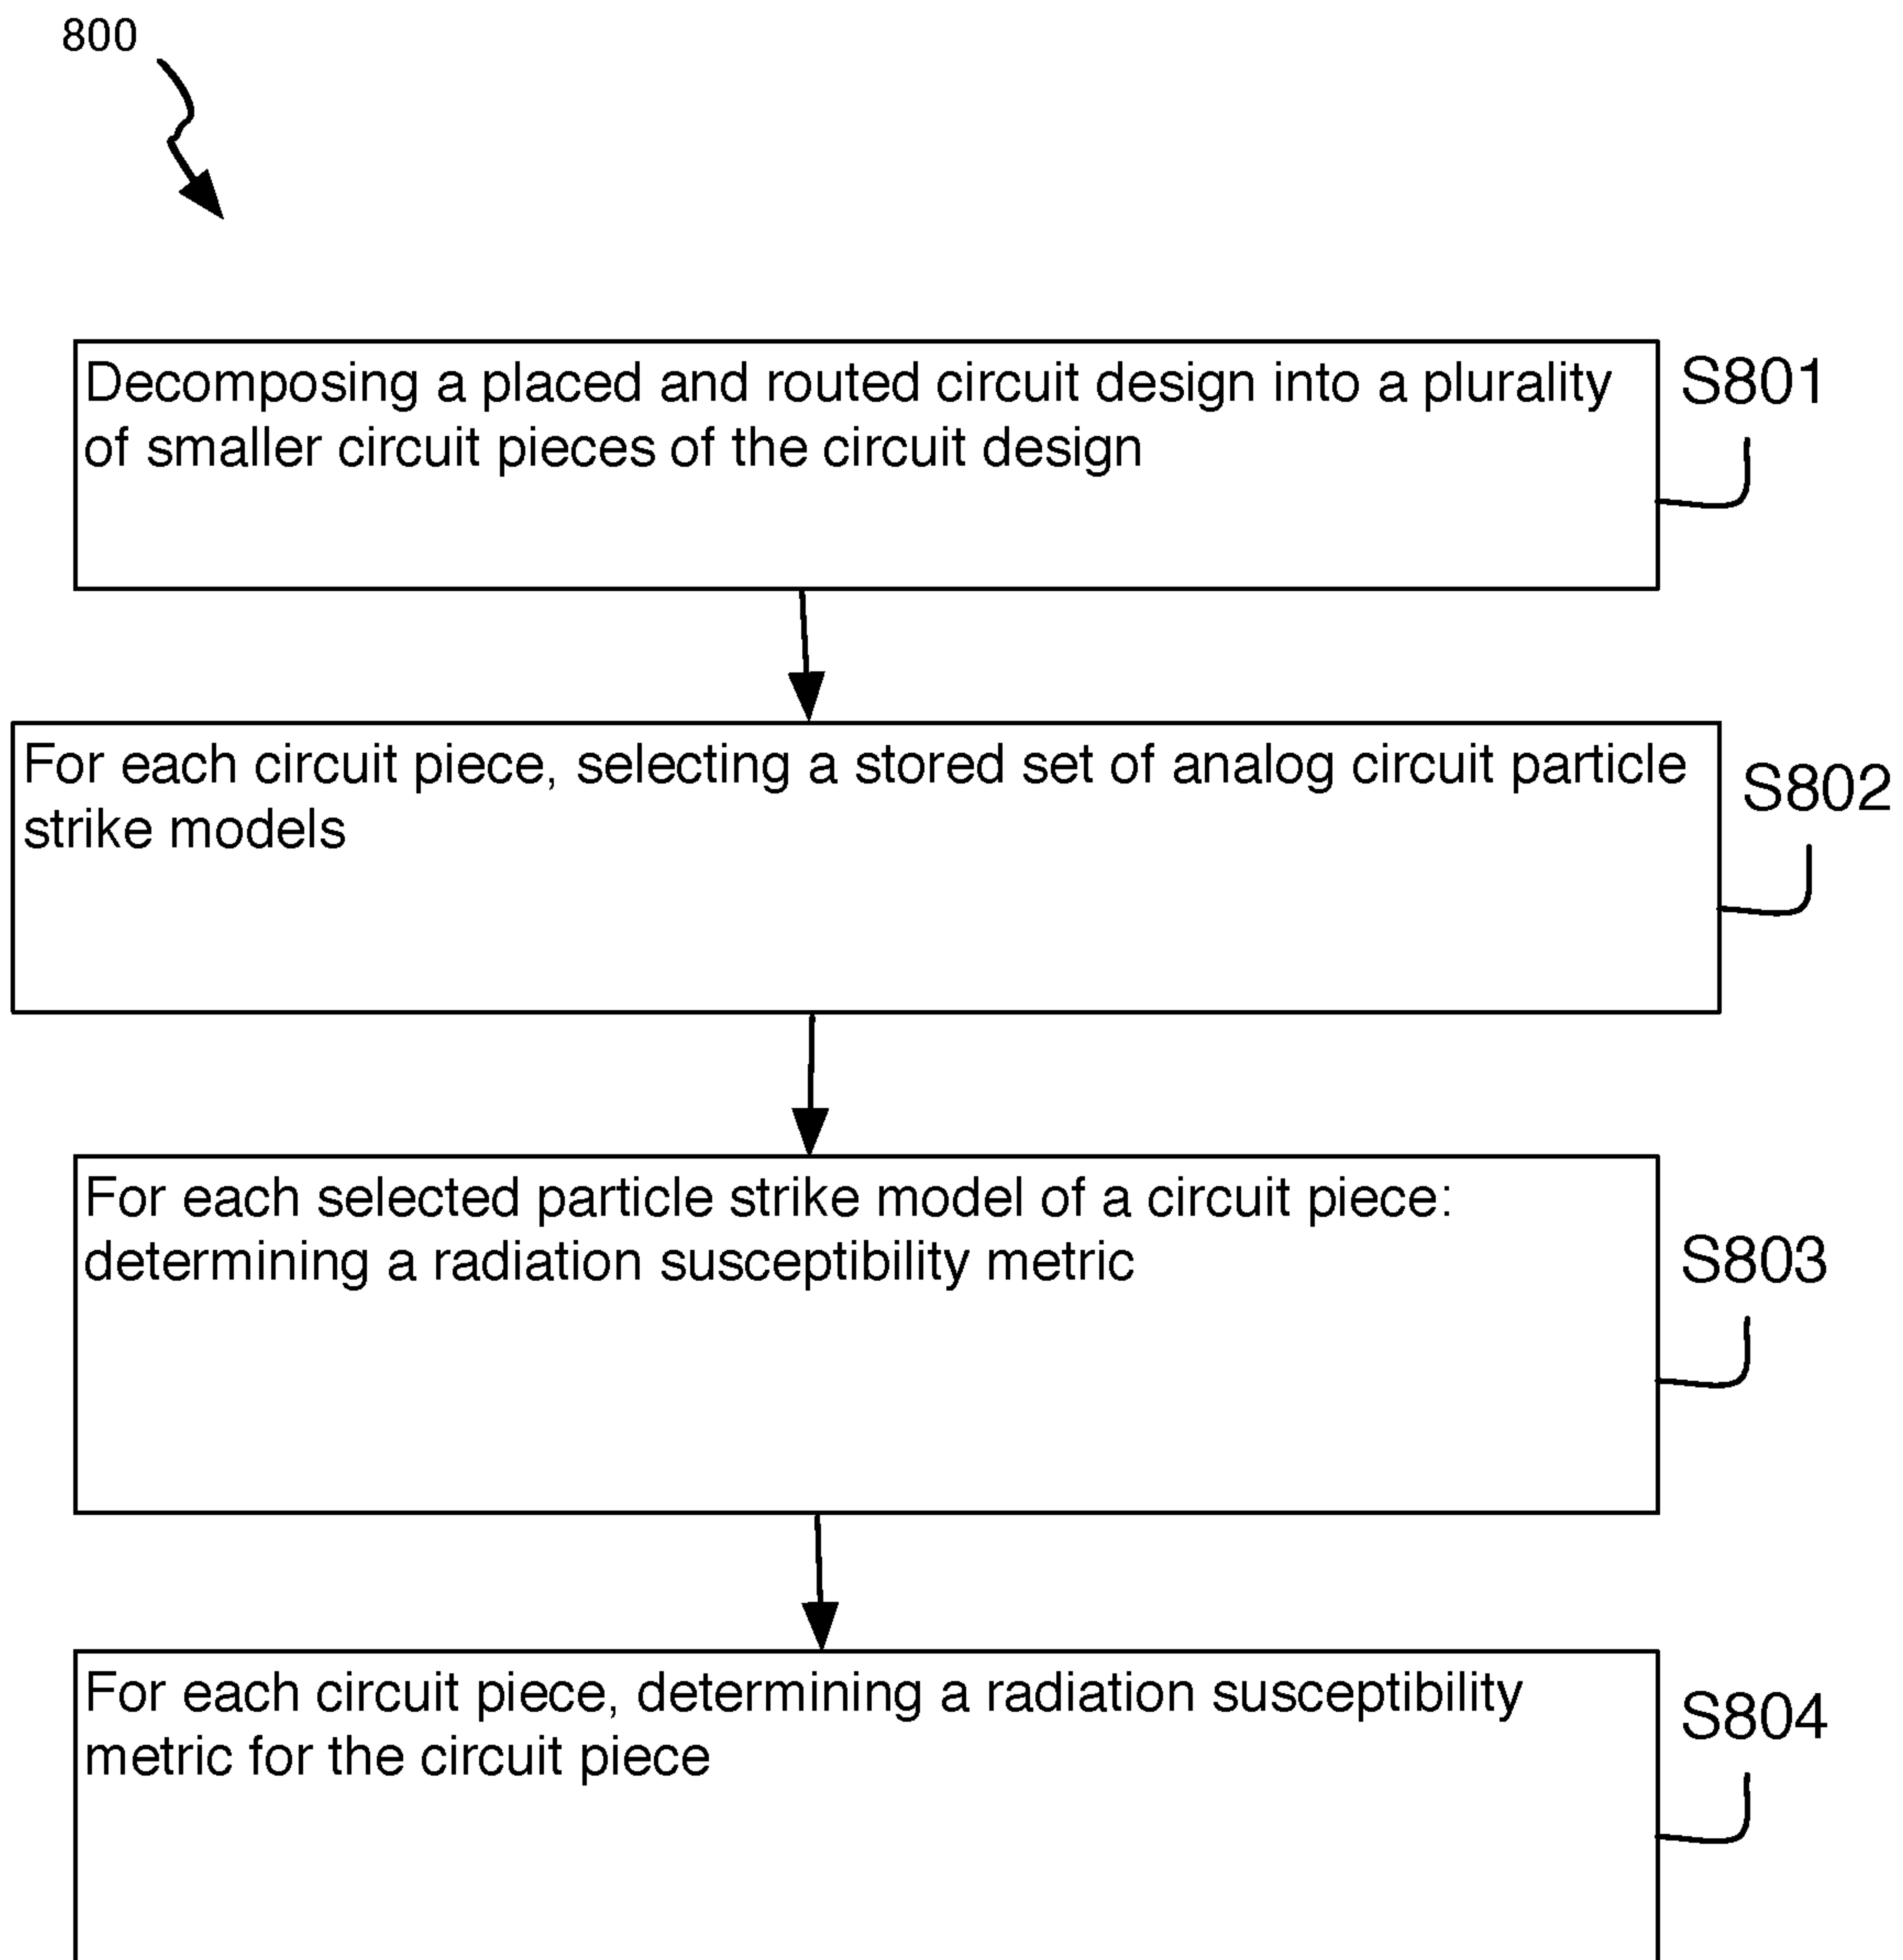 800
Decomposing a placed and routed circuit design into a plurality
of smaller circuit pieces of the circuit design
S801
For each circuit piece, selecting a stored set of analog circuit particle
strike models
S802
For each selected particle strike model of a circuit piece:
determining a radiation susceptibility metric
S803
For each circuit piece, determining a radiation susceptibility
metric for the circuit piece
S804